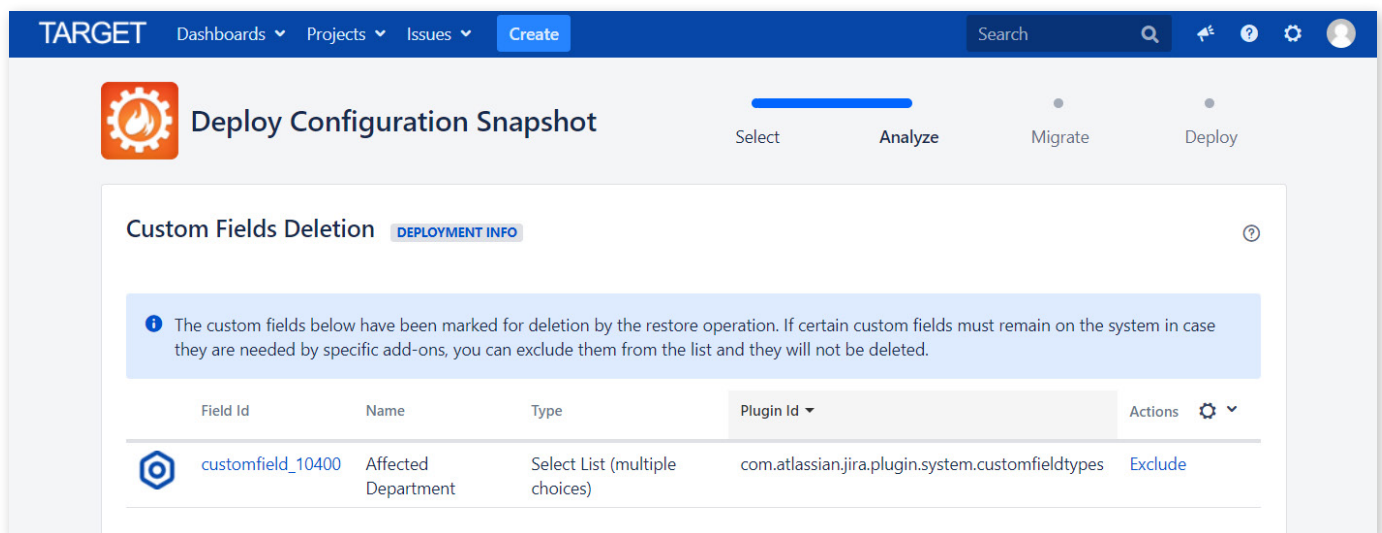 TARGET Dashboards Projects Issues Create Search
Deploy Configuration Snapshot
Select Analyze Migrate Deploy
Custom Fields Deletion DEPLOYMENT INFO
The custom fields below have been marked for deletion by the restore operation. If certain custom fields must remain on the system in case
they are needed by specific add-ons, you can exclude them from the list and they will not be deleted.
Field Id Name Type Plugin Id Actions
customfield_10400 Affected Select List (multiple com.atlassian.jira.plugin.system.customfieldtypes Exclude
Department choices)